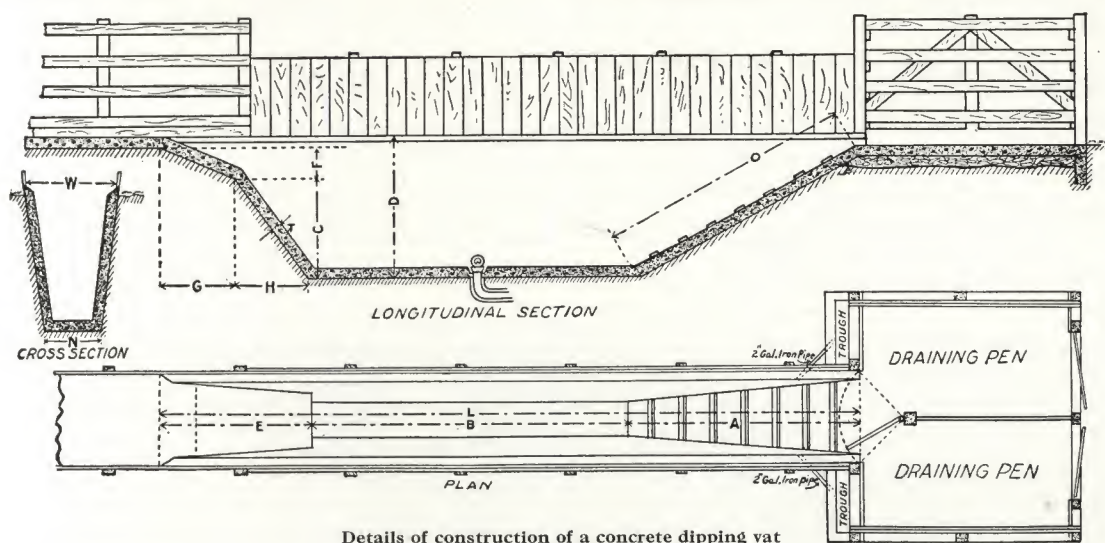 W
F
C
D
O
4"
G
H
N
LONGITUDINAL SECTION
CROSS SECTION
2" Gal. Iron Pipe
TROUGH
DRAINING PEN
L
E
B
A
DRAINING PEN
2" Gal. Iron Pipe
TROUGH
PLAN
Details of construction of a concrete dipping vat